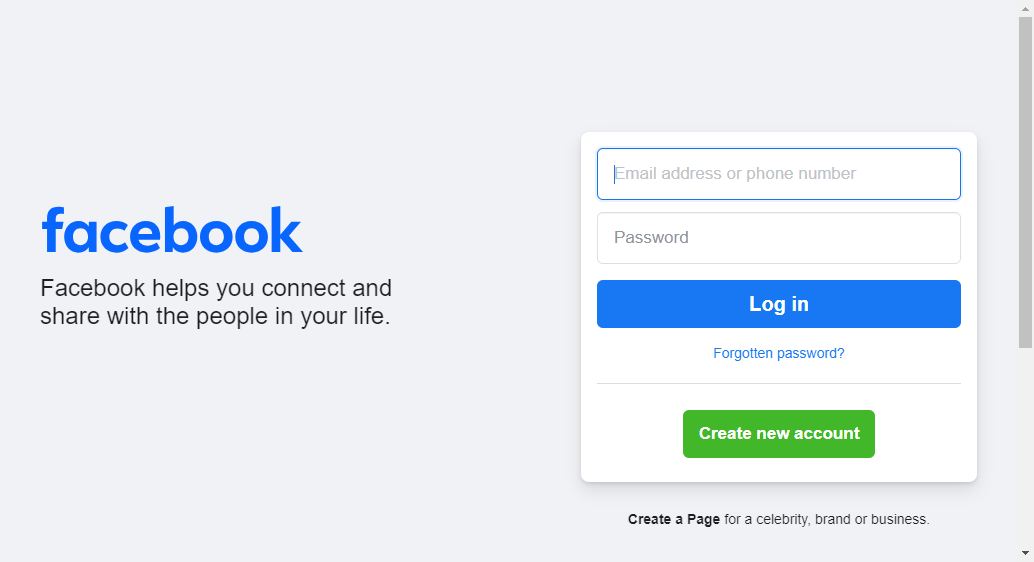 facebook
Facebook helps you connect and
share with the people in your life.
Email address or phone number
Password
Log in
Forgotten password?
Create new account
Create a Page for a celebrity, brand or business.